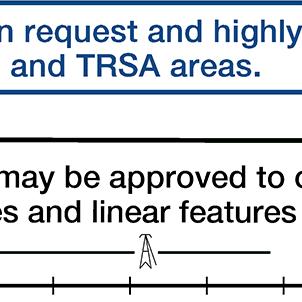 n request and highly
and TRSA areas.
may be approved to
es and linear features